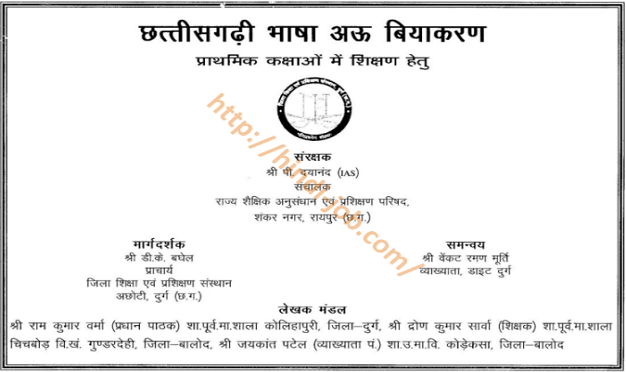 छत्तीसगढ़ी भाषा अऊ बियाकरण
प्राथमिक कक्षाओं में शिक्षण हेतु
संरक्षक
श्री पी. दयानंद (IAS)
संचालक
राज्य शैक्षिक अनुसंधान एवं प्रशिक्षण परिषद,
शंकर नगर, रायपुर (छ.ग.)
मार्गदर्शक
श्री डी.के. बघेल
प्राचार्य
जिला शिक्षा एवं प्रशिक्षण संस्थान
अछोटी, दुर्ग (छ.ग.)
समन्वय
श्री वेंकट रमण मूर्ति
व्याख्याता, डाइट दुर्ग
लेखक मंडल
श्री राम कुमार वर्मा (प्रधान पाठक) शा.पूर्व.मा.शाला कोलिहापुरी, जिला–दुर्ग, श्री द्रोण कुमार सार्वा (शिक्षक) शा.पूर्व.मा.शाला
चिचबोड़ वि.खं. गुण्डरदेही, जिला–बालोद, श्री जयकांत पटेल (व्याख्याता पं.) शा.उ.मा.वि. कोड़ेकसा, जिला–बालोद
http://hindi-job.com/